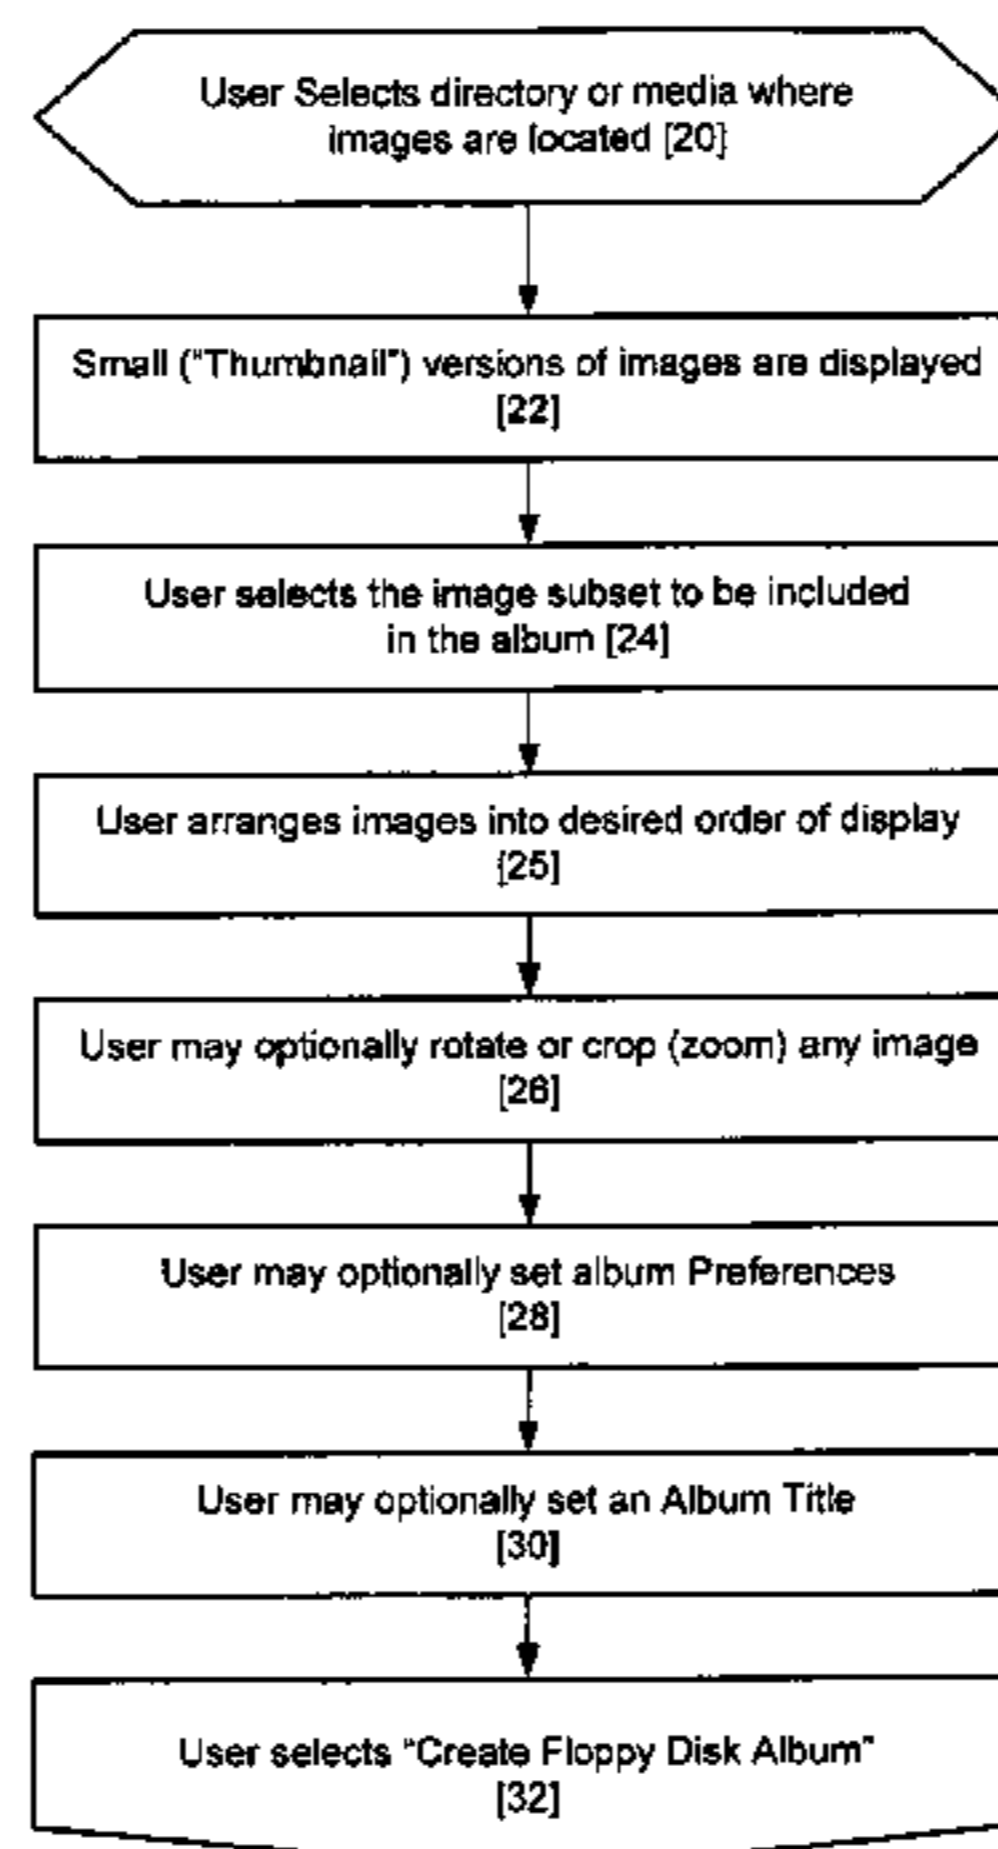 User Selects directory or media where
images are located [20]
Small ("Thumbnail") versions of images are displayed
[22]
User selects the image subset to be included
in the album [24]
User arranges images into desired order of display
[25]
User may optionally rotate or crop (zoom) any image
[26]
User may optionally set album Preferences
[28]
User may optionally set an Album Title
[30]
User selects "Create Floppy Disk Album"
[32]